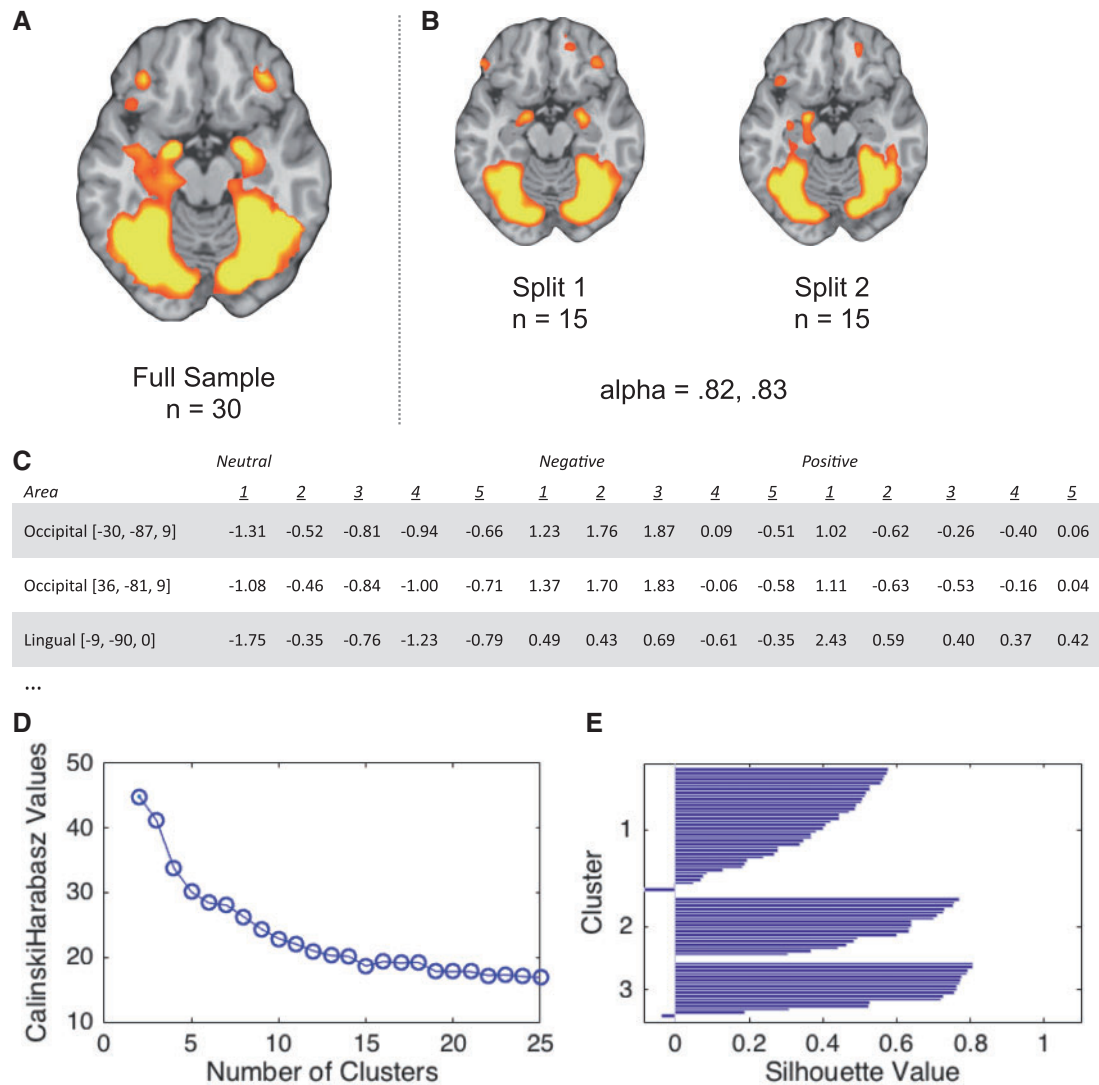 A
B
Full Sample
n = 30
Split 1
n = 15
Split 2
n = 15
alpha = .82, .83
C
Neutral Negative Positive
Area 1 2 3 4 5 1 2 3 4 5 1 2 3 4 5
Occipital [-30, -87, 9] -1.31 -0.52 -0.81 -0.94 -0.66 1.23 1.76 1.87 0.09 -0.51 1.02 -0.62 -0.26 -0.40 0.06
Occipital [36, -81, 9] -1.08 -0.46 -0.84 -1.00 -0.71 1.37 1.70 1.83 -0.06 -0.58 1.11 -0.63 -0.53 -0.16 0.04
Lingual [-9, -90, 0] -1.75 -0.35 -0.76 -1.23 -0.79 0.49 0.43 0.69 -0.61 -0.35 2.43 0.59 0.40 0.37 0.42
...
D
CalinskiHarabasz Values
50
40
30
20
10
0 5 10 15 20 25
Number of Clusters
E
Cluster
1
2
3
0 0.2 0.4 0.6 0.8 1
Silhouette Value